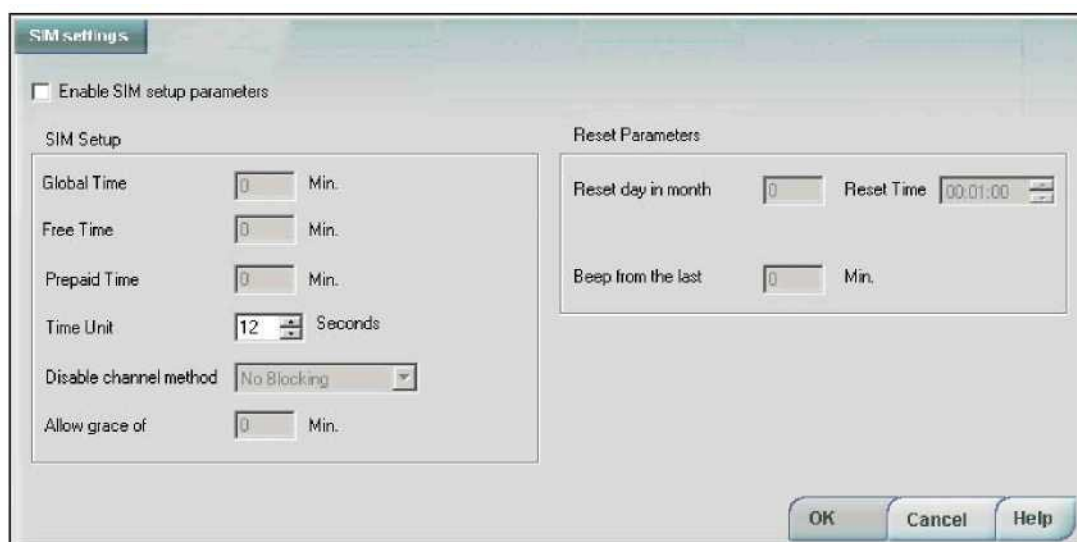 SIM settings
Enable SIM setup parameters
SIM Setup
Global Time 0 Min.
Free Time 0 Min.
Prepaid Time 0 Min.
Time Unit 12 Seconds
Disable channel method No Blocking
Allow grace of 0 Min.
Reset Parameters
Reset day in month 0 Reset Time 00:01:00
Beep from the last 0 Min.
OK Cancel Help